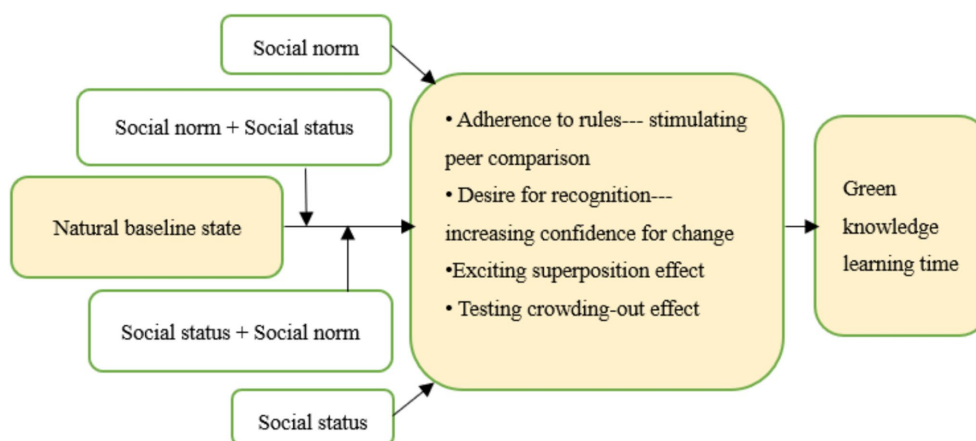 Social norm
Social norm + Social status
Natural baseline state
Social status + Social norm
Social status
• Adherence to rules--- stimulating
peer comparison
• Desire for recognition---
increasing confidence for change
•Exciting superposition effect
• Testing crowding-out effect
Green
knowledge
learning time